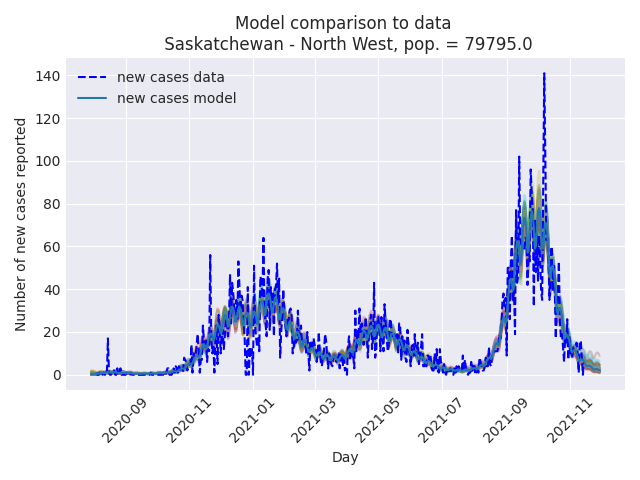 Model comparison to data
Saskatchewan - North West, pop. = 79795.0
new cases data
new cases model
Number of new cases reported
140
120
100
80
60
40
20
0
2020-09
2020-11
2021-01
2021-03
2021-05
2021-07
2021-09
2021-11
Day